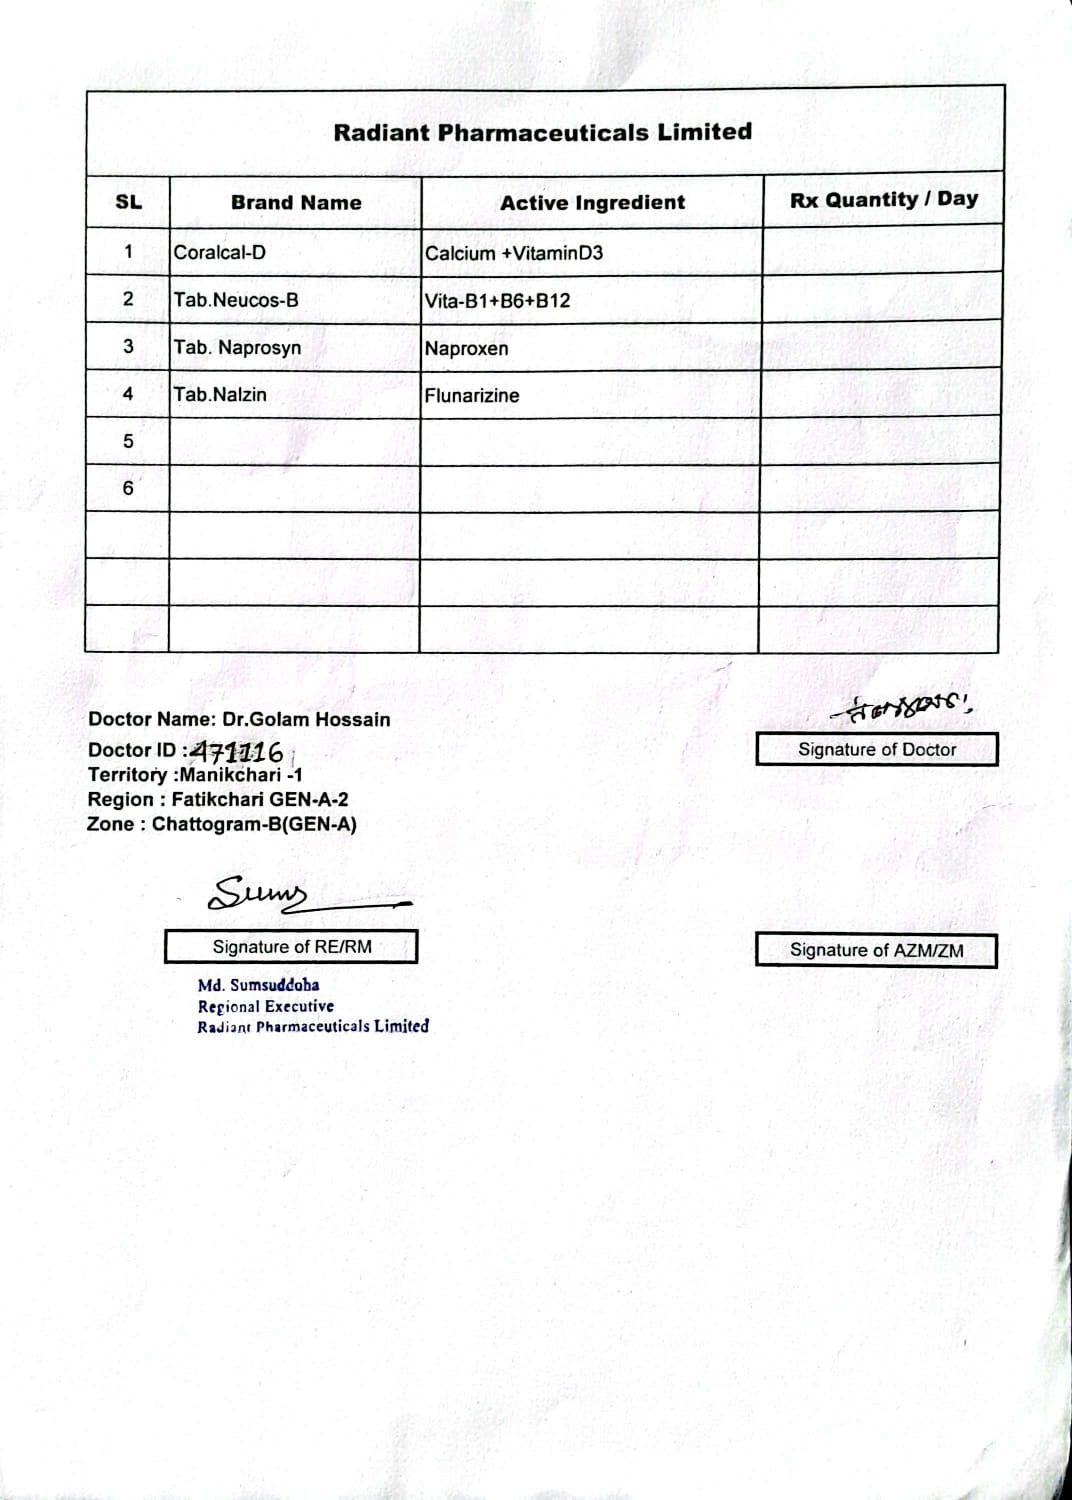 Radiant Pharmaceuticals Limited
SL Brand Name Active Ingredient Rx Quantity / Day
1 Coralcal-D Calcium +VitaminD3
2 Tab.Neucos-B Vita-B1+B6+B12
3 Tab. Naprosyn Naproxen
4 Tab.Nalzin Flunarizine
5
6
Doctor Name: Dr.Golam Hossain
Doctor ID :471116
Territory :Manikchari -1
Region : Fatikchari GEN-A-2
Zone : Chattogram-B(GEN-A)
Signature of Doctor
Signature of RE/RM
Signature of AZM/ZM
Md. Sumsuddoha
Regional Executive
Radiant Pharmaceuticals Limited